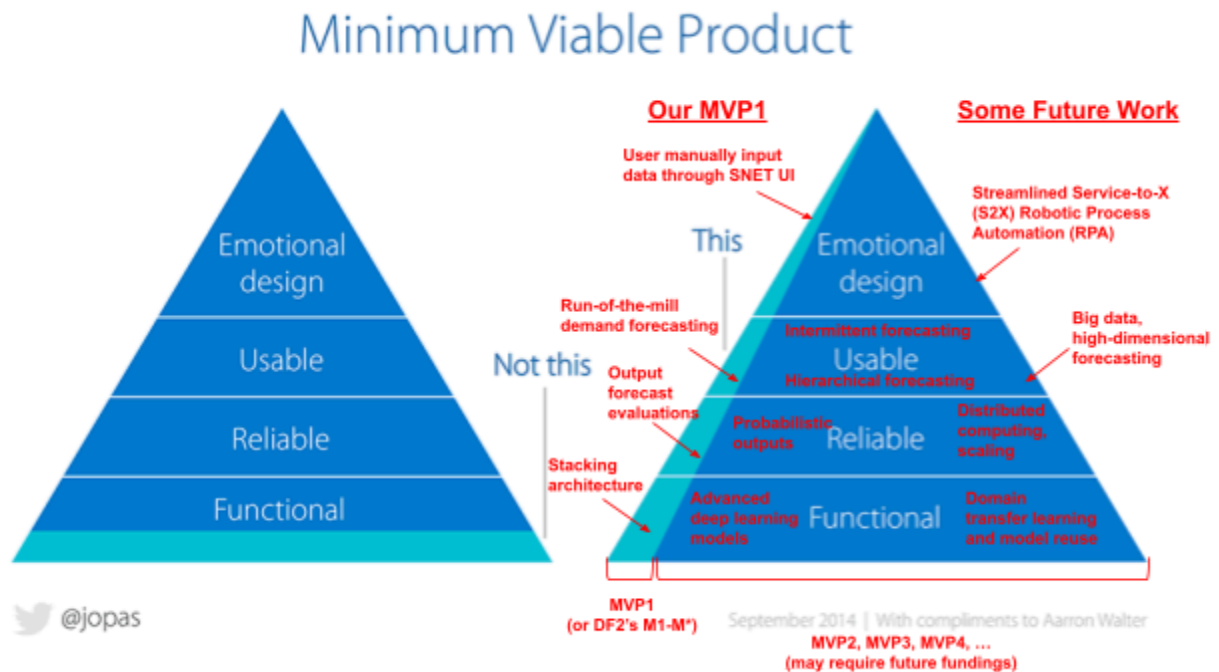 Minimum Viable Product
Emotional
design
Usable
Reliable
Functional
Not this
This
Our MVP1
User manually input
data through SNET UI
Run-of-the-mill
demand forecasting
Output
forecast
evaluations
Stacking
architecture
Some Future Work
Streamlined Service-to-X
(S2X) Robotic Process
Automation (RPA)
Big data,
high-dimensional
forecasting
Emotional
design
Intermittent forecasting
Usable
Hierarchical forecasting
Probabilistic
outputs
Reliable
Distributed
computing,
scaling
Advanced
deep learning
models
Functional
Domain
transfer learning
and model reuse
MVP1
(or DF2's M1-M*)
@jopas
September 2014 | With compliments to Aarron Walter
MVP2, MVP3, MVP4, ...
(may require future fundings)